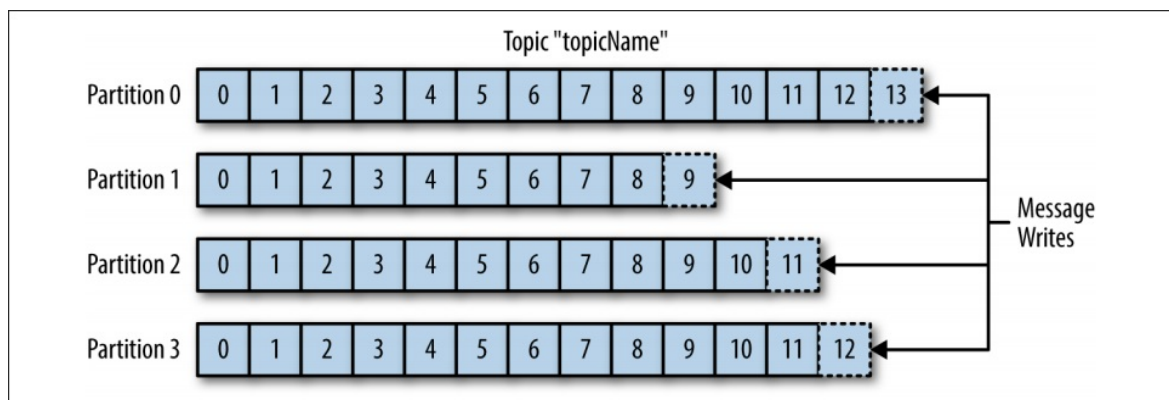 Topic "topicName"
Partition 0 0 1 2 3 4 5 6 7 8 9 10 11 12 13
Partition 1 0 1 2 3 4 5 6 7 8 9
Partition 2 0 1 2 3 4 5 6 7 8 9 10 11
Partition 3 0 1 2 3 4 5 6 7 8 9 10 11 12
Message
Writes